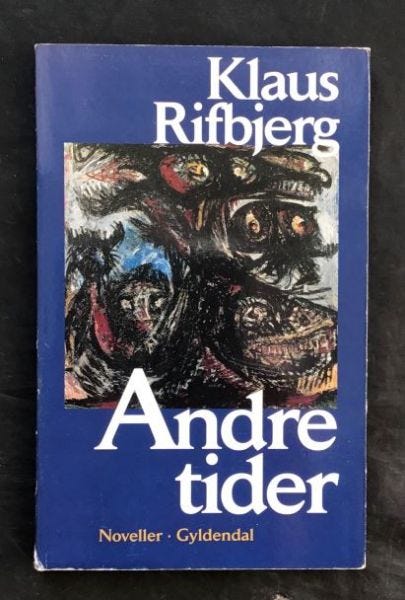 Klaus
Rifbjerg
Andre
tider
Noveller · Gyldendal